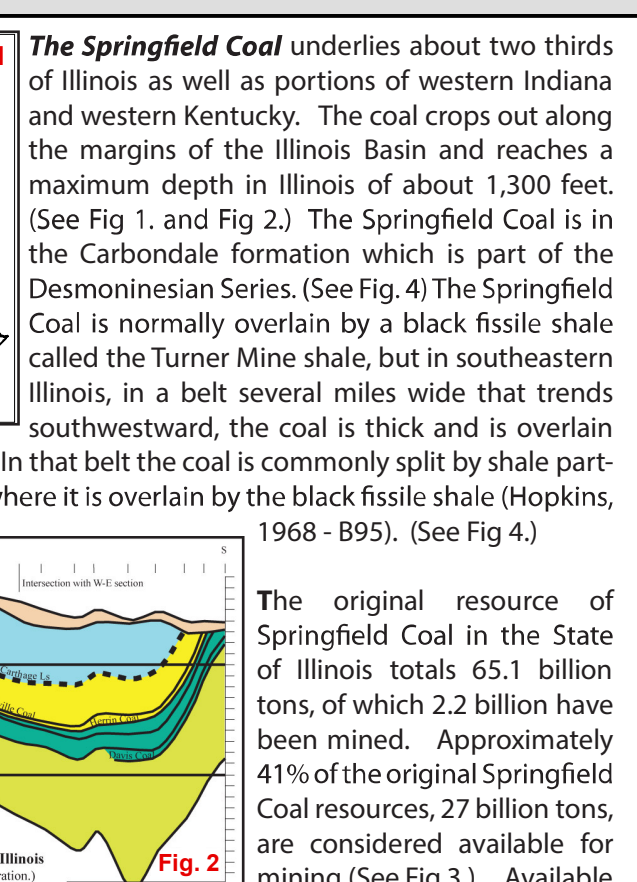 The Springfield Coal underlies about two thirds
of Illinois as well as portions of western Indiana
and western Kentucky. The coal crops out along
the margins of the Illinois Basin and reaches a
maximum depth in Illinois of about 1,300 feet.
(See Fig 1. and Fig 2.) The Springfield Coal is in
the Carbondale formation which is part of the
Desmoninesian Series. (See Fig. 4) The Springfield
Coal is normally overlain by a black fissile shale
called the Turner Mine shale, but in southeastern
Illinois, in a belt several miles wide that trends
southwestward, the coal is thick and is overlain
In that belt the coal is commonly split by shale part-
where it is overlain by the black fissile shale (Hopkins,
1968 - B95). (See Fig 4.)
The original resource of
Springfield Coal in the State
of Illinois totals 65.1 billion
tons, of which 2.2 billion have
been mined. Approximately
41% of the original Springfield
Coal resources, 27 billion tons,
are considered available for
mining (See Fig 3.) Available
S
Intersection with W-E section
Carthage Ls
ville Coal
Herrin Coal
Davis Coal
Illinois
ration.)
Fig. 2